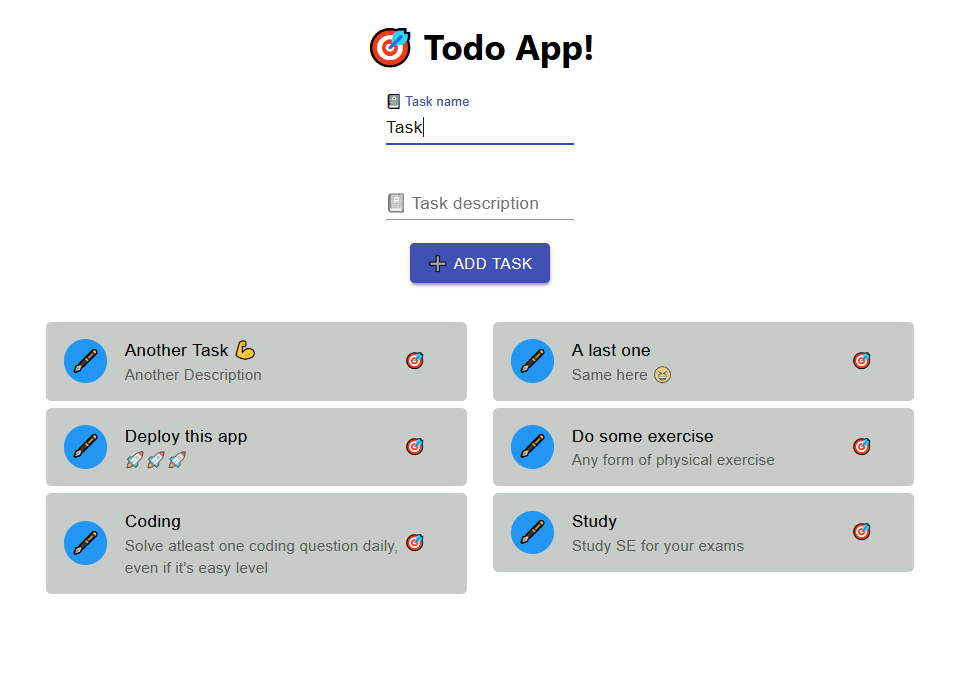 🎯 Todo App!
📔 Task name
Task
📔 Task description
➕ ADD TASK
Another Task 💪
Another Description
A last one
Same here 😆
Deploy this app
🚀🚀🚀
Do some exercise
Any form of physical exercise
Coding
Solve atleast one coding question daily,
even if it's easy level
Study
Study SE for your exams